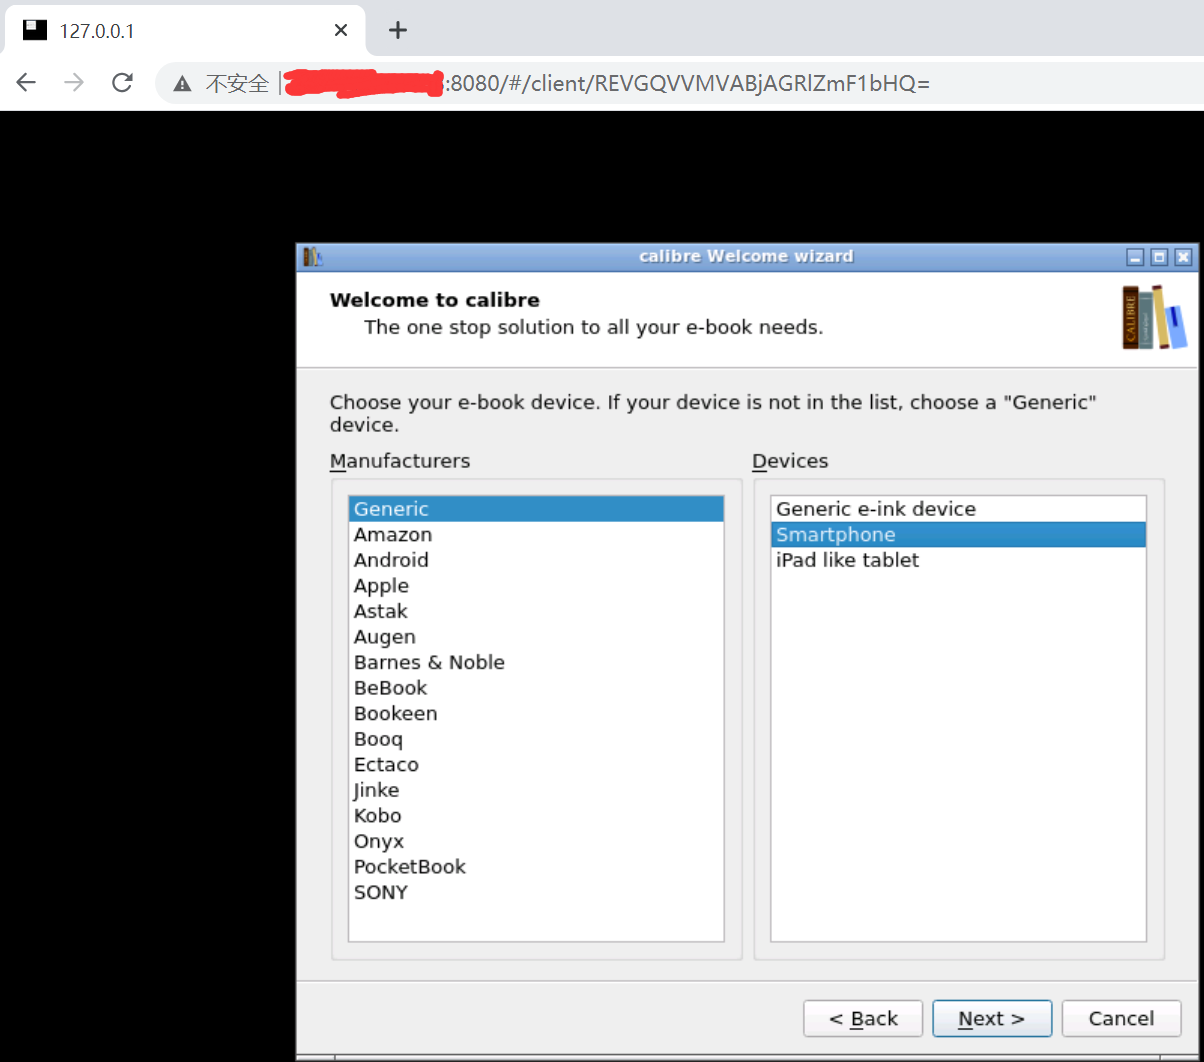 127.0.0.1
不安全 :8080/#/client/REVGQVVMVABjAGRlZmF1bHQ=
calibre Welcome wizard
Welcome to calibre
The one stop solution to all your e-book needs.
CALIBRE
Choose your e-book device. If your device is not in the list, choose a "Generic"
device.
Manufacturers
Devices
Generic
Amazon
Android
Apple
Astak
Augen
Barnes & Noble
BeBook
Bookeen
Booq
Ectaco
Jinke
Kobo
Onyx
PocketBook
SONY
Generic e-ink device
Smartphone
iPad like tablet
< Back
Next >
Cancel